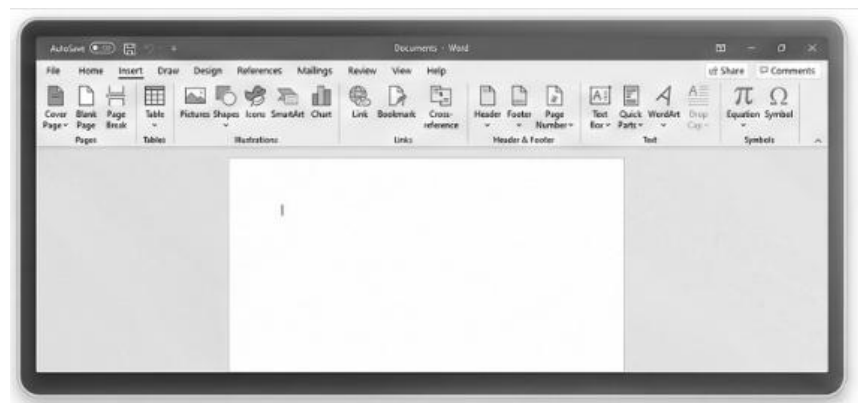 AutoSave Off Documents - Word
File Home Insert Draw Design References Mailings Review View Help Share Comments
Cover Blank Page Table Pictures Shapes Icons SmartArt Chart Link Bookmark Cross- Header Footer Page Text Quick WordArt Drop Equation Symbol
Page Page Break reference Number Box Parts Cap
Pages Tables Illustrations Links Header & Footer Text Symbols